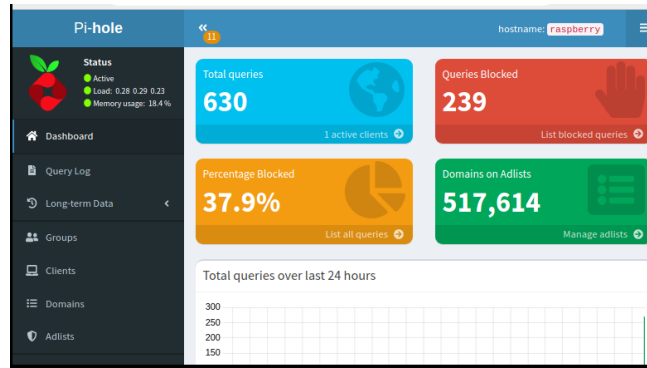 Pi-hole
11
hostname: raspberry
Status
Active
Load: 0.28 0.29 0.23
Memory usage: 18.4 %
Dashboard
Query Log
Long-term Data
Groups
Clients
Domains
Adlists
Total queries
630
1 active clients
Queries Blocked
239
List blocked queries
Percentage Blocked
37.9%
List all queries
Domains on Adlists
517,614
Manage adlists
Total queries over last 24 hours
300
250
200
150